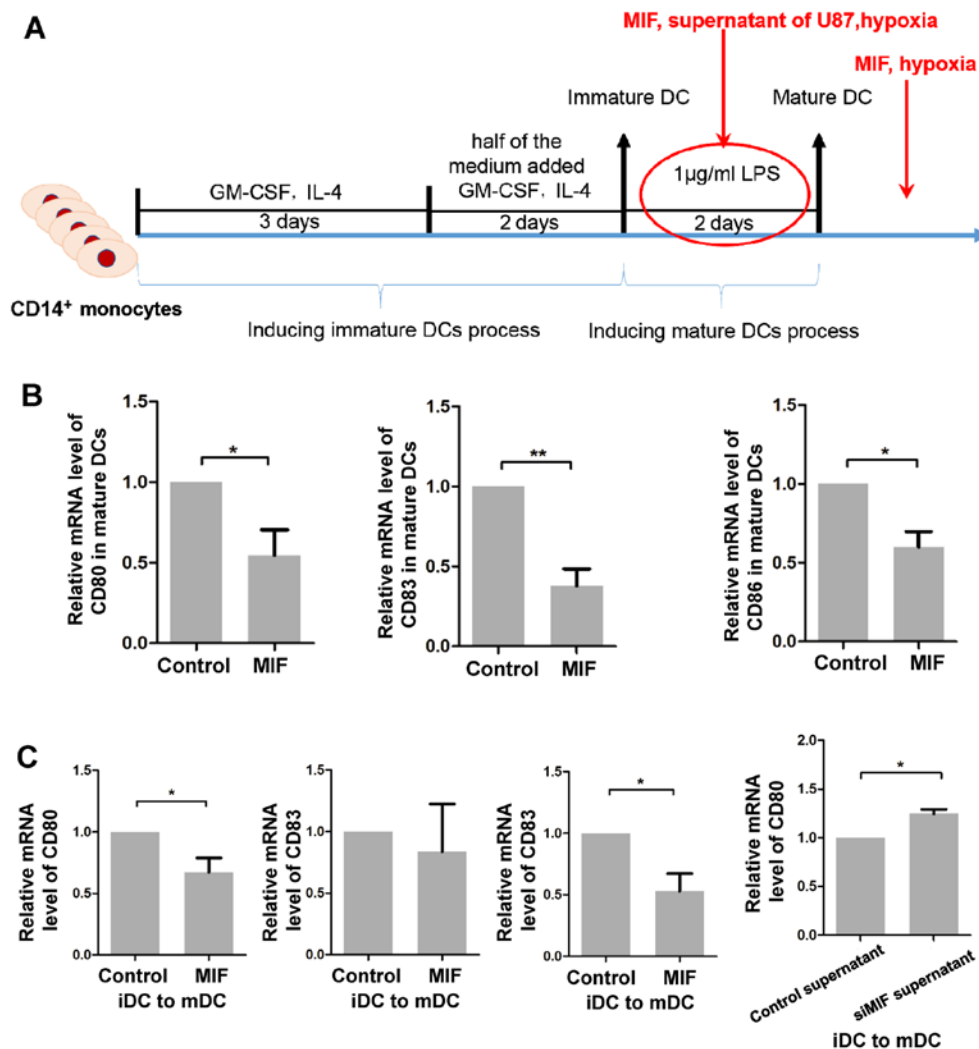 A
MIF, supernatant of U87,hypoxia
MIF, hypoxia
Immature DC
Mature DC
half of the
medium added
GM-CSF, IL-4
GM-CSF, IL-4
1μg/ml LPS
3 days
2 days
2 days
CD14⁺ monocytes
Inducing immature DCs process
Inducing mature DCs process
B
Relative mRNA level of
CD80 in mature DCs
1.5
1.0
0.5
0.0
*
Control
MIF
Relative mRNA level of
CD83 in mature DCs
1.5
1.0
0.5
0.0
**
Control
MIF
Relative mRNA level of
CD86 in mature DCs
1.5
1.0
0.5
0.0
*
Control
MIF
C
Relative mRNA
level of CD80
1.5
1.0
0.5
0.0
*
Control
MIF
iDC to mDC
Relative mRNA
level of CD83
1.5
1.0
0.5
0.0
Control
MIF
iDC to mDC
Relative mRNA
level of CD83
1.5
1.0
0.5
0.0
*
Control
MIF
iDC to mDC
Relative mRNA
level of CD80
2.0
1.5
1.0
0.5
0.0
*
Control supernatant
siMIF supernatant
iDC to mDC